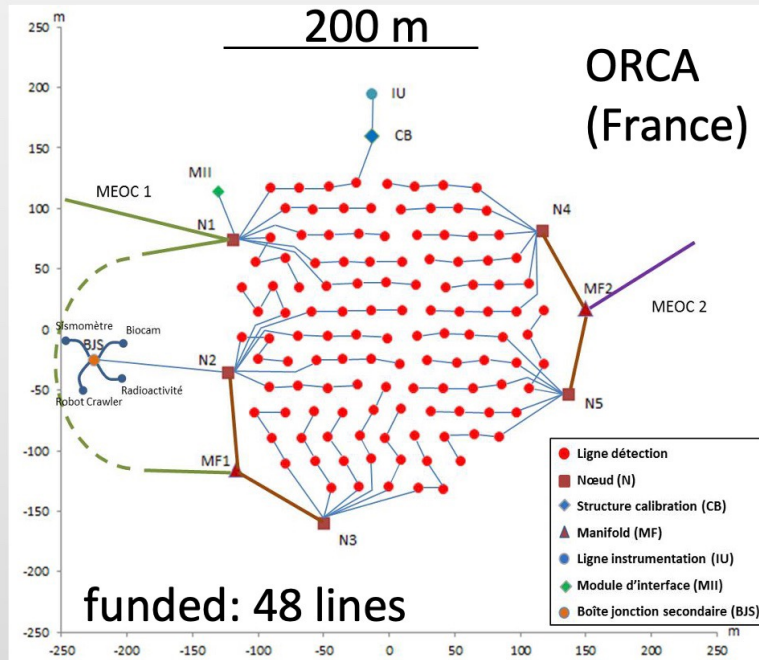 200 m
ORCA
(France)
m
250
200
150
100
50
0
-50
-100
-150
-200
-250
-250
-200
-150
-100
-50
0
50
100
150
200
250
m
IU
CB
MII
MEOC 1
N1
N4
MF2
MEOC 2
Sismomètre
Biocam
BJS
Radioactivité
Robot Crawler
N2
N5
MF1
N3
Ligne détection
Nœud (N)
Structure calibration (CB)
Manifold (MF)
Ligne instrumentation (IU)
Module d'interface (MII)
Boîte jonction secondaire (BJS)
funded: 48 lines